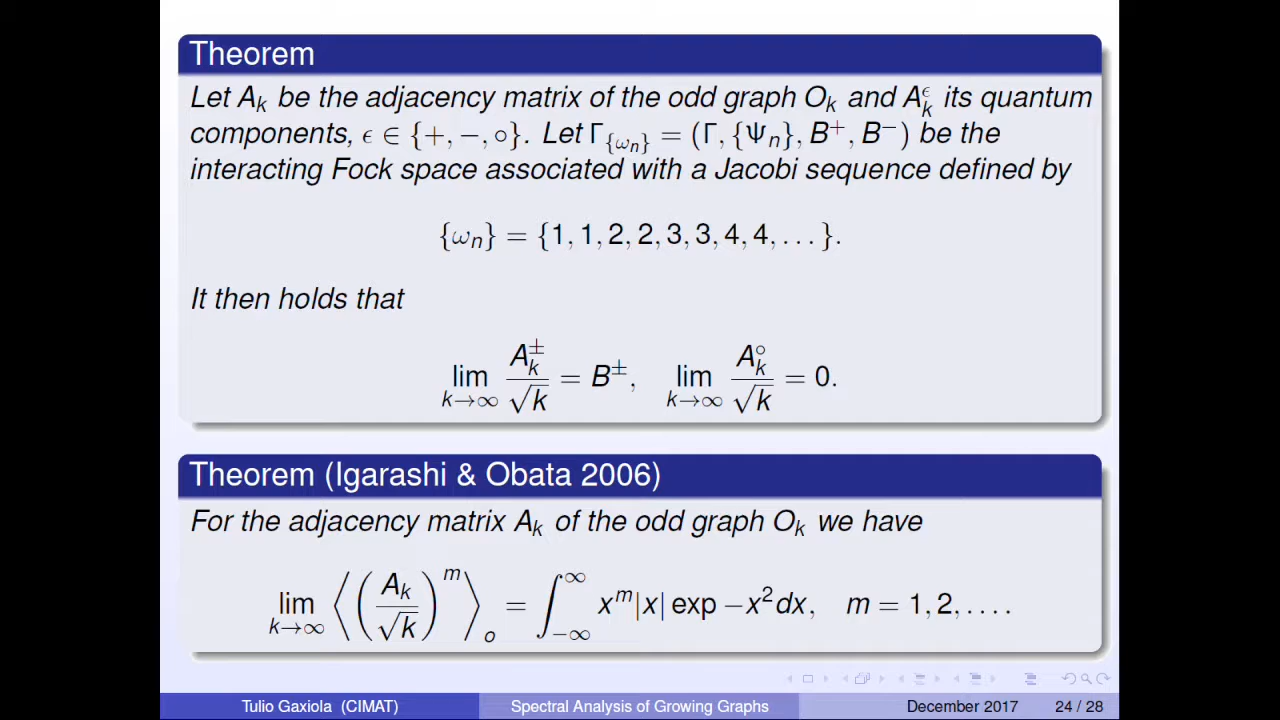 Theorem
Let A_k be the adjacency matrix of the odd graph O_k and A_k^ϵ its quantum
components, ϵ ∈ {+, −, ∘}. Let Γ_{ω_n} = (Γ, {Ψ_n}, B^+, B^−) be the
interacting Fock space associated with a Jacobi sequence defined by
{ω_n} = {1, 1, 2, 2, 3, 3, 4, 4, . . . }.
It then holds that
lim_{k→∞} A_k^± / √k = B^±, lim_{k→∞} A_k^∘ / √k = 0.
Theorem (Igarashi & Obata 2006)
For the adjacency matrix A_k of the odd graph O_k we have
lim_{k→∞} ⟨(A_k / √k)^m⟩_o = ∫_{−∞}^{∞} x^m |x| exp −x^2 dx, m = 1, 2, . . . .
Tulio Gaxiola (CIMAT) Spectral Analysis of Growing Graphs December 2017 24 / 28